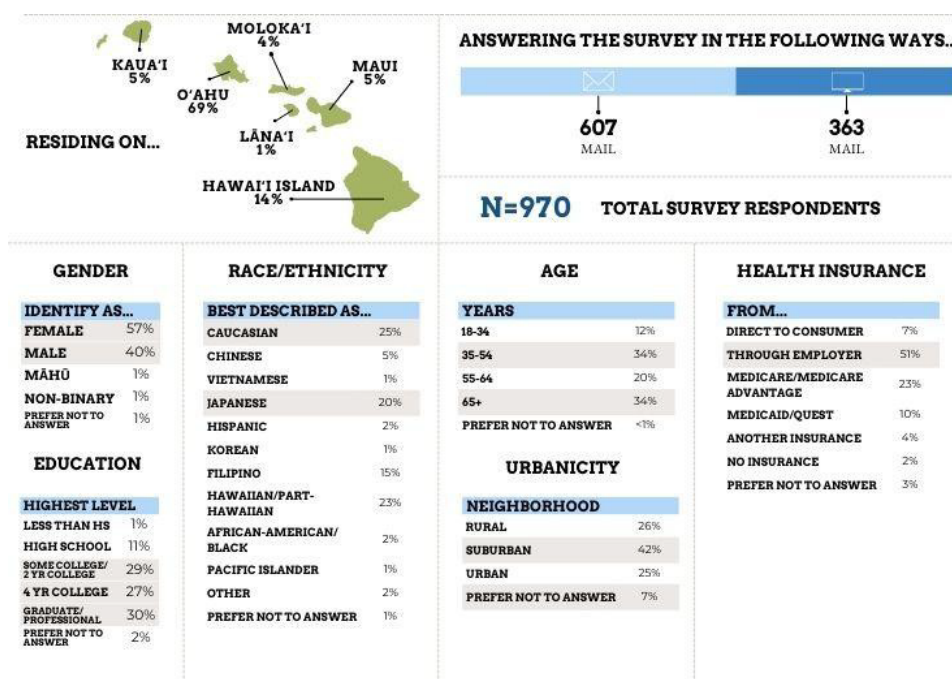 MOLOKAʻI
4%
KAUAʻI
5%
MAUI
5%
OʻAHU
69%
LĀNAʻI
1%
RESIDING ON...
HAWAIʻI ISLAND
14%
ANSWERING THE SURVEY IN THE FOLLOWING WAYS...
607
MAIL
363
MAIL
N=970 TOTAL SURVEY RESPONDENTS
GENDER
IDENTIFY AS...
FEMALE 57%
MALE 40%
MĀHŪ 1%
NON-BINARY 1%
PREFER NOT TO
ANSWER 1%
EDUCATION
HIGHEST LEVEL
LESS THAN HS 1%
HIGH SCHOOL 11%
SOME COLLEGE/
2 YR COLLEGE 29%
4 YR COLLEGE 27%
GRADUATE/
PROFESSIONAL 30%
PREFER NOT TO
ANSWER 2%
RACE/ETHNICITY
BEST DESCRIBED AS...
CAUCASIAN 25%
CHINESE 5%
VIETNAMESE 1%
JAPANESE 20%
HISPANIC 2%
KOREAN 1%
FILIPINO 15%
HAWAIIAN/PART-
HAWAIIAN 23%
AFRICAN-AMERICAN/
BLACK 2%
PACIFIC ISLANDER 1%
OTHER 2%
PREFER NOT TO ANSWER 1%
AGE
YEARS
18-34 12%
35-54 34%
55-64 20%
65+ 34%
PREFER NOT TO ANSWER <1%
URBANICITY
NEIGHBORHOOD
RURAL 26%
SUBURBAN 42%
URBAN 25%
PREFER NOT TO ANSWER 7%
HEALTH INSURANCE
FROM...
DIRECT TO CONSUMER 7%
THROUGH EMPLOYER 51%
MEDICARE/MEDICARE
ADVANTAGE 23%
MEDICAID/QUEST 10%
ANOTHER INSURANCE 4%
NO INSURANCE 2%
PREFER NOT TO ANSWER 3%